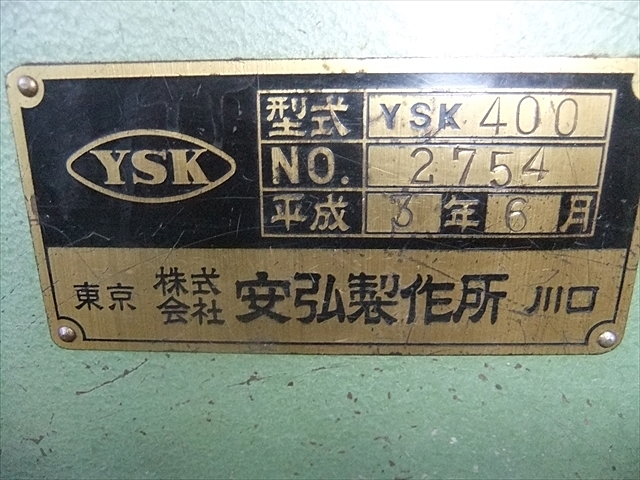 YSK
型式 YSK 400
NO. 2754
平成 3年6月
東京 株式会社 安弘製作所 川口